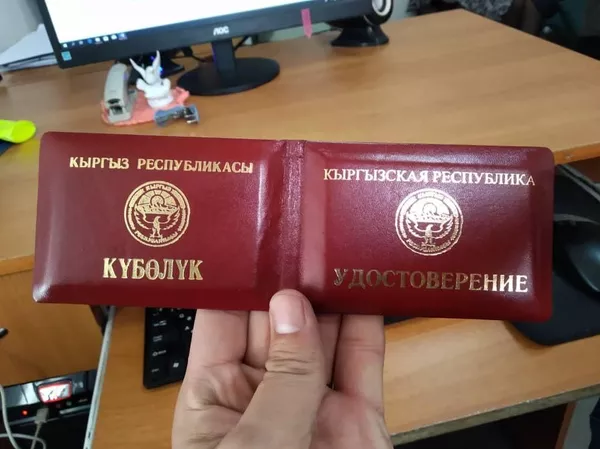 AOC
КЫРГЫЗ РЕСПУБЛИКАСЫ
КҮБӨЛҮК
КЫРГЫЗСКАЯ РЕСПУБЛИКА
УДОСТОВЕРЕНИЕ